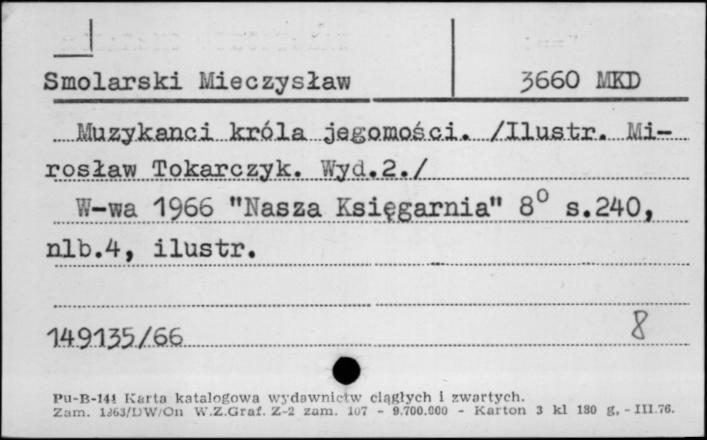 Smolarski Mieczysław 3660 MKD
Muzykanci króla jegomości. /Ilustr. Mi-
rosław Tokarczyk. Wyd.2./
W-wa 1966 "Nasza Księgarnia" 8° s.240,
nlb.4, ilustr.
149135/66 8
Pu-B-144 Karta katalogowa wydawnictw ciągłych i zwartych.
Zam. 1363/DW/On W.Z.Graf. Z-2 zam. 107 - 9.700.000 - Karton 3 kl 180 g, - III.76.